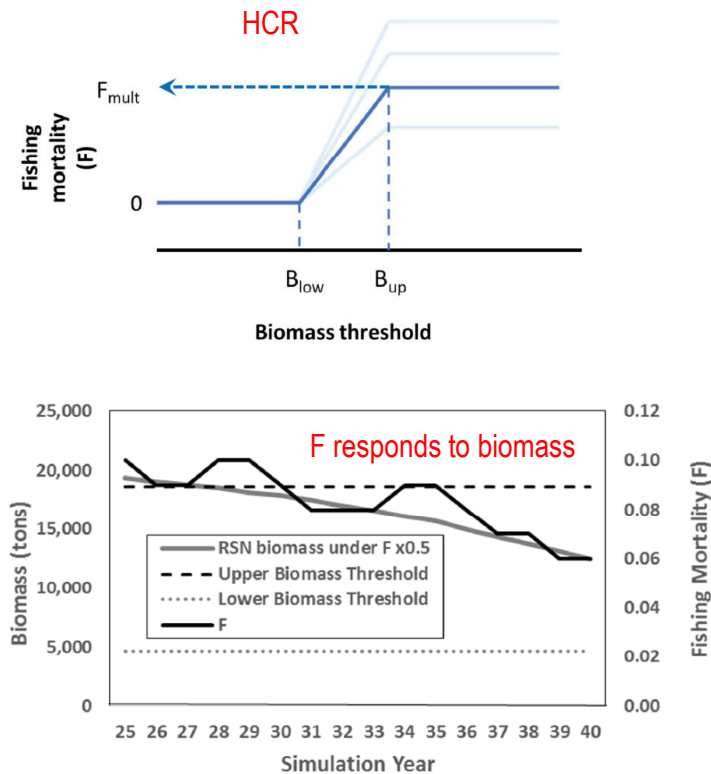 HCR
F_mult
Fishing
mortality
(F)
0
B_low
B_up
Biomass threshold
F responds to biomass
25,000
20,000
15,000
10,000
5,000
0
Biomass (tons)
0.12
0.10
0.08
0.06
0.04
0.02
0.00
Fishing Mortality (F)
RSN biomass under F x0.5
Upper Biomass Threshold
Lower Biomass Threshold
F
25 26 27 28 29 30 31 32 33 34 35 36 37 38 39 40
Simulation Year